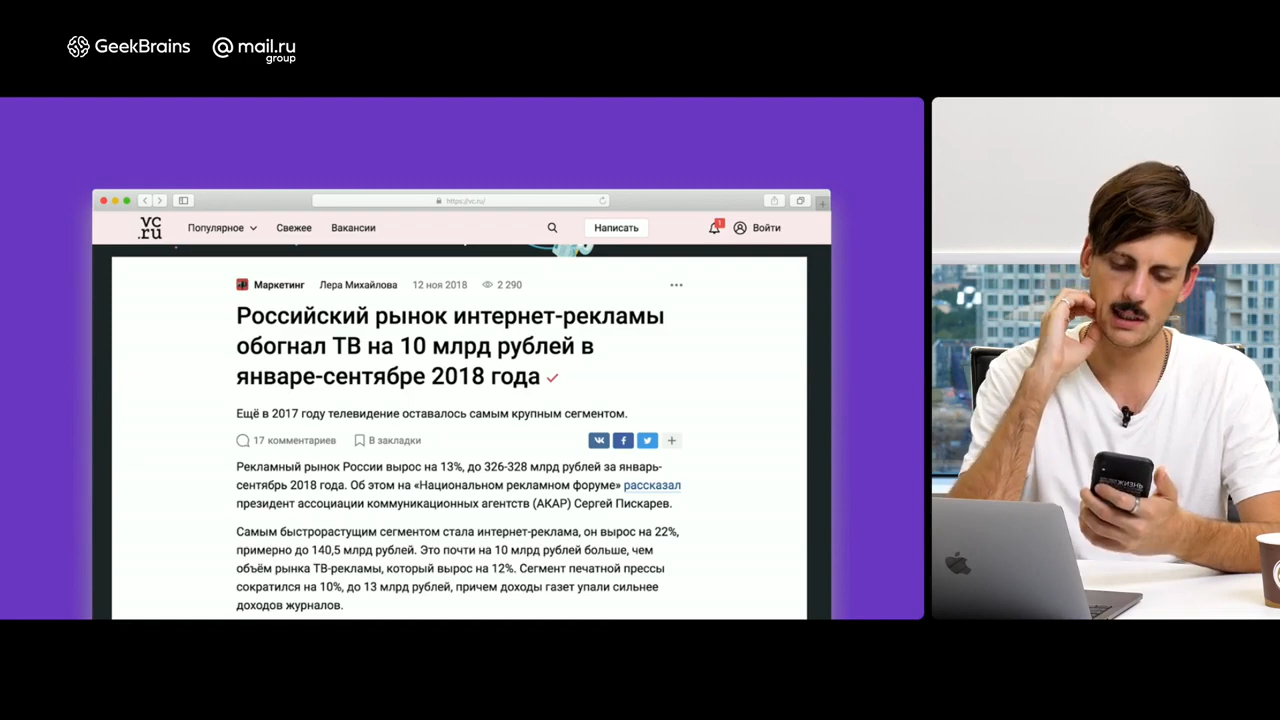 GeekBrains
@mail.ru
group
https://vc.ru/
vc
.ru
Популярное
Свежее
Вакансии
Написать
1
Войти
Маркетинг
Лера Михайлова
12 ноя 2018
2 290
Российский рынок интернет-рекламы
обогнал ТВ на 10 млрд рублей в
январе-сентябре 2018 года
Ещё в 2017 году телевидение оставалось самым крупным сегментом.
17 комментариев
В закладки
Рекламный рынок России вырос на 13%, до 326-328 млрд рублей за январь-
сентябрь 2018 года. Об этом на «Национальном рекламном форуме» рассказал
президент ассоциации коммуникационных агентств (АКАР) Сергей Пискарев.
Самым быстрорастущим сегментом стала интернет-реклама, он вырос на 22%,
примерно до 140,5 млрд рублей. Это почти на 10 млрд рублей больше, чем
объём рынка ТВ-рекламы, который вырос на 12%. Сегмент печатной прессы
сократился на 10%, до 13 млрд рублей, причем доходы газет упали сильнее
доходов журналов.